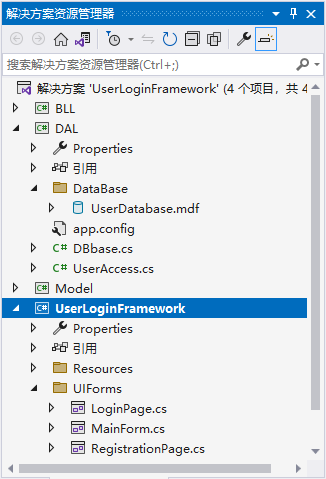 解决方案资源管理器
搜索解决方案资源管理器(Ctrl+;)
解决方案 'UserLoginFramework' (4 个项目，共 4
BLL
DAL
Properties
引用
DataBase
UserDatabase.mdf
app.config
DBbase.cs
UserAccess.cs
Model
UserLoginFramework
Properties
引用
Resources
UIForms
LoginPage.cs
MainForm.cs
RegistrationPage.cs